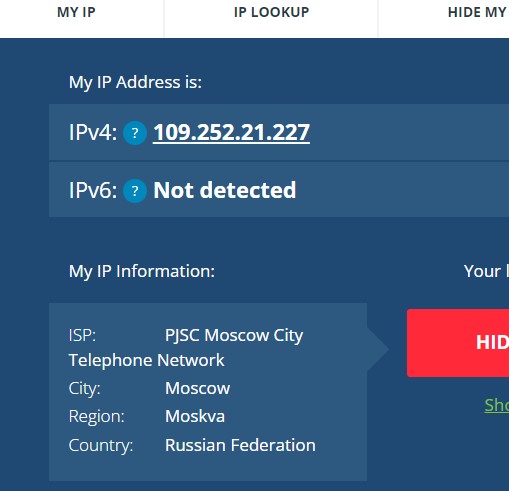 MY IP
IP LOOKUP
HIDE MY
My IP Address is:
IPv4: ? 109.252.21.227
IPv6: ? Not detected
My IP Information:
Your l
HID
Sho
ISP: PJSC Moscow City
Telephone Network
City: Moscow
Region: Moskva
Country: Russian Federation